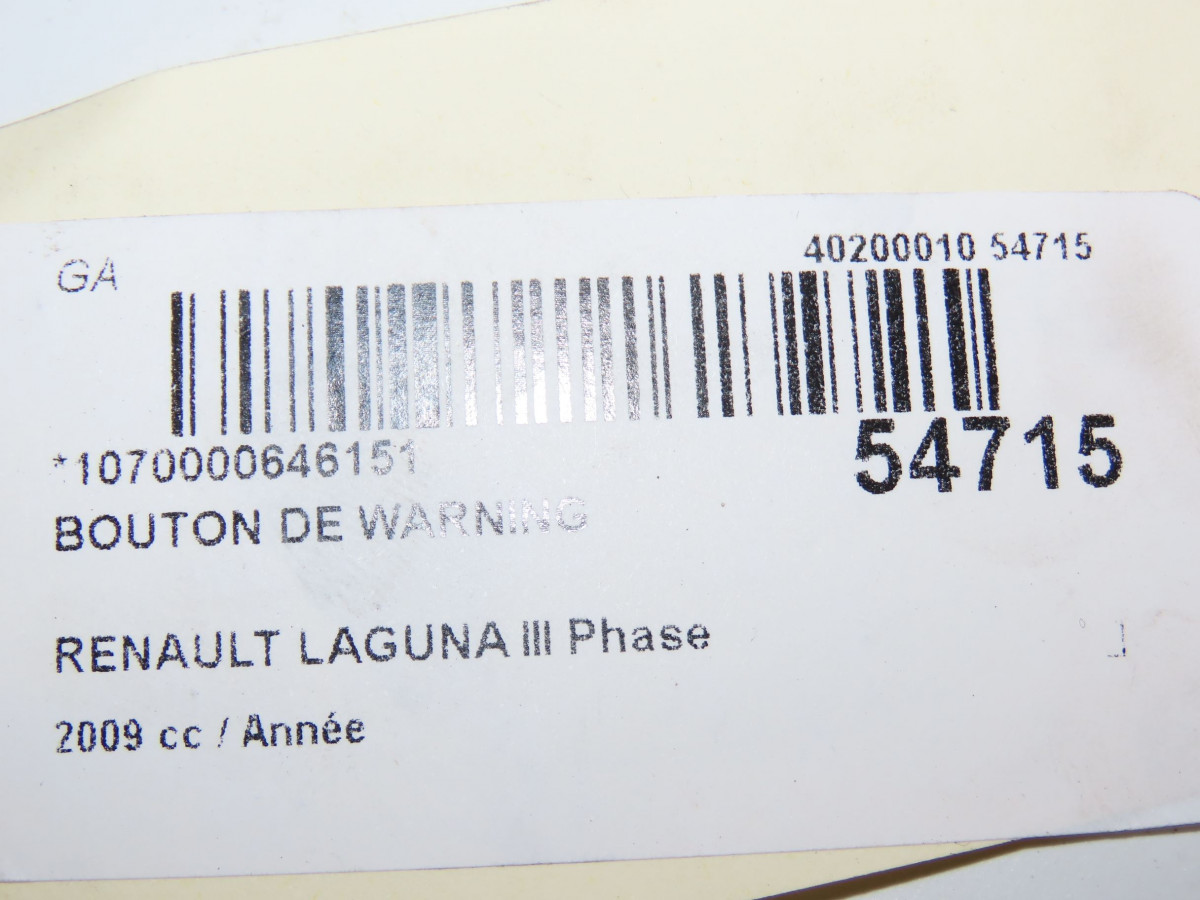 GA
40200010 54715
*1070000646151
54715
BOUTON DE WARNING
RENAULT LAGUNA III Phase
2009 cc / Année